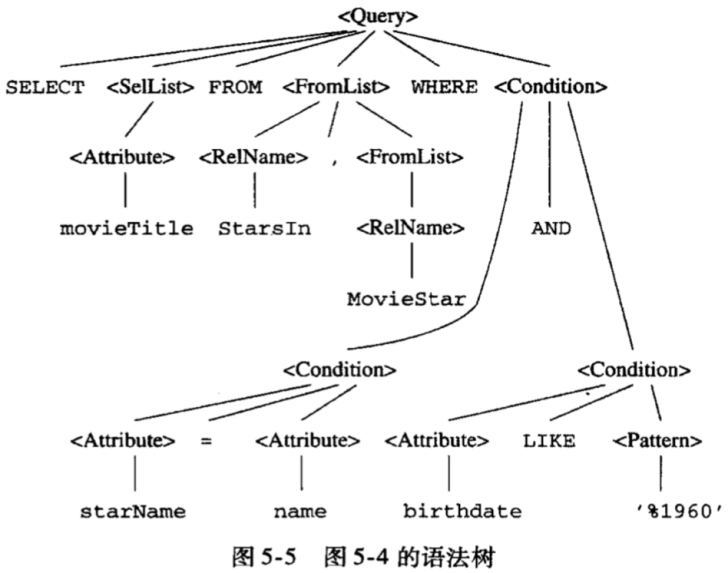 <Query>
SELECT <SelList> FROM <FromList> WHERE <Condition>
<Attribute> <RelName> , <FromList>
movieTitle StarsIn <RelName> AND
MovieStar
<Condition> <Condition>
<Attribute> = <Attribute> <Attribute> LIKE <Pattern>
starName name birthdate '%1960'
图 5-5 图 5-4 的语法树